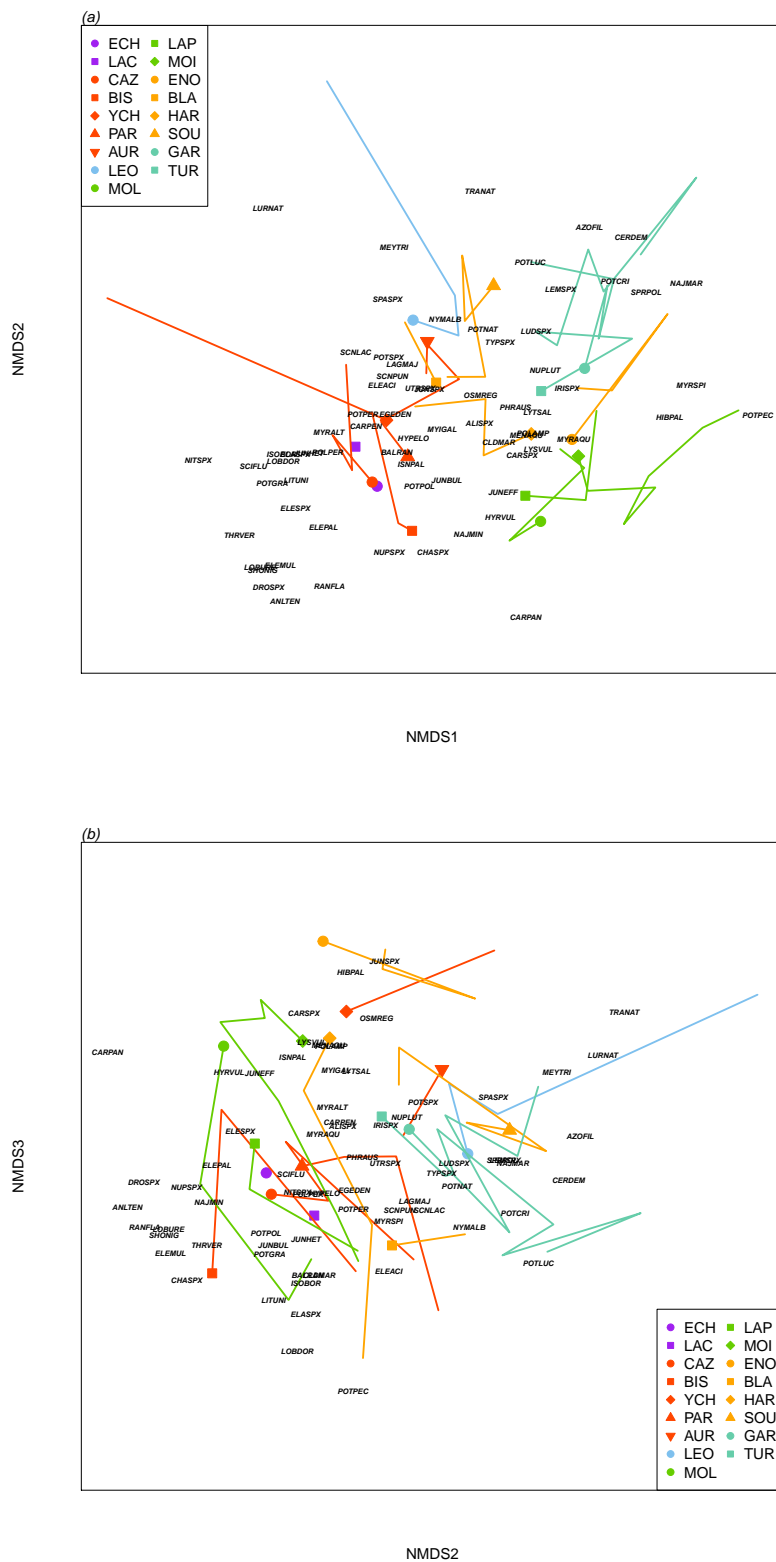 (a)
ECH LAP
LAC MOI
CAZ ENO
BIS BLA
YCH HAR
PAR SOU
AUR GAR
LEO TUR
MOL
TRANAT
LURNAT
AZOFIL
CERDEM
MEYTRI
POTLUC
POTCRI
LEMSPX
SPRPOL
NAJMAR
SPASPX
NYMALB
POTNAT
LUDSPX
TYPSPX
SCNLAC
POTSPX
LAGMAJ
SCNPUN
NUPLUT
ELEACI
IRISPX
MYRSPI
OSMREG
PHRAUS
LYTSAL
POTPER
EGEDEN
HIBPAL
POTPEC
CARPEN
MYIGAL
ALISPX
MYRALT
HYPELO
CLDMAR
MYRAQU
LYSVUL
BALRAN
CARSPX
NITSPX
SCIFLU
LOBDOR
ISNPAL
POTGRA
LITUNI
POTPOL
JUNBUL
JUNEFF
ELESPX
HYRVUL
ELEPAL
THRVER
NAJMIN
NUPSPX
CHASPX
ELEMUL
DROSPX
RANFLA
ANLTEN
CARPAN
NMDS2
NMDS1
(b)
JUNSPX
HIBPAL
TRANAT
CARSPX
OSMREG
CARPAN
LURNAT
ISNPAL
MYIGAL
LYTSAL
MEYTRI
HYRVUL
JUNEFF
SPASPX
POTSPX
MYRALT
NUPLUT
CARPEN
ALISPX
IRISPX
ELESPX
MYRAQU
AZOFIL
ELEPAL
PHRAUS
UTRSPX
LUDSPX
NAJMAR
SCIFLU
TYPSPX
CERDEM
DROSPX
NUPSPX
EGEDEN
POTNAT
NAJMIN
LAGMAJ
ANLTEN
POTPER
SCNPUN
SCNLAC
POTCRI
MYRSPI
RANFLA
NYMALB
SHONIG
POTPOL
JUNHET
THRVER
JUNBUL
ELEMUL
POTGRA
POTLUC
ELEACI
CHASPX
ISOBOR
LITUNI
ELASPX
LOBDOR
POTPEC
NMDS3
ECH LAP
LAC MOI
CAZ ENO
BIS BLA
YCH HAR
PAR SOU
AUR GAR
LEO TUR
MOL
NMDS2